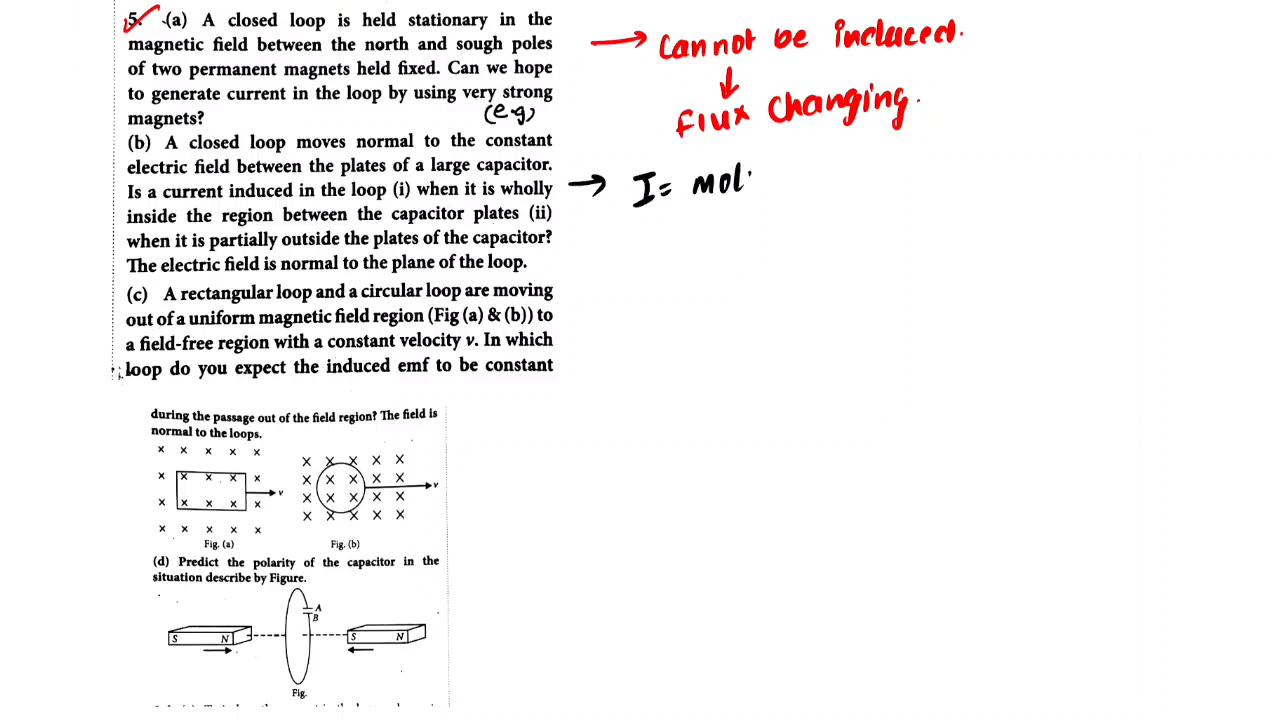 5. (a) A closed loop is held stationary in the
magnetic field between the north and sough poles
of two permanent magnets held fixed. Can we hope
to generate current in the loop by using very strong
magnets?
(e.g)
(b) A closed loop moves normal to the constant
electric field between the plates of a large capacitor.
Is a current induced in the loop (i) when it is wholly
inside the region between the capacitor plates (ii)
when it is partially outside the plates of the capacitor?
The electric field is normal to the plane of the loop.
(c) A rectangular loop and a circular loop are moving
out of a uniform magnetic field region (Fig (a) & (b)) to
a field-free region with a constant velocity v. In which
loop do you expect the induced emf to be constant
during the passage out of the field region? The field is
normal to the loops.
v
v
Fig. (a)
Fig. (b)
(d) Predict the polarity of the capacitor in the
situation describe by Figure.
A
B
S N
S N
Fig.
→ Cannot be induced.
↓
flux changing.
→ I =